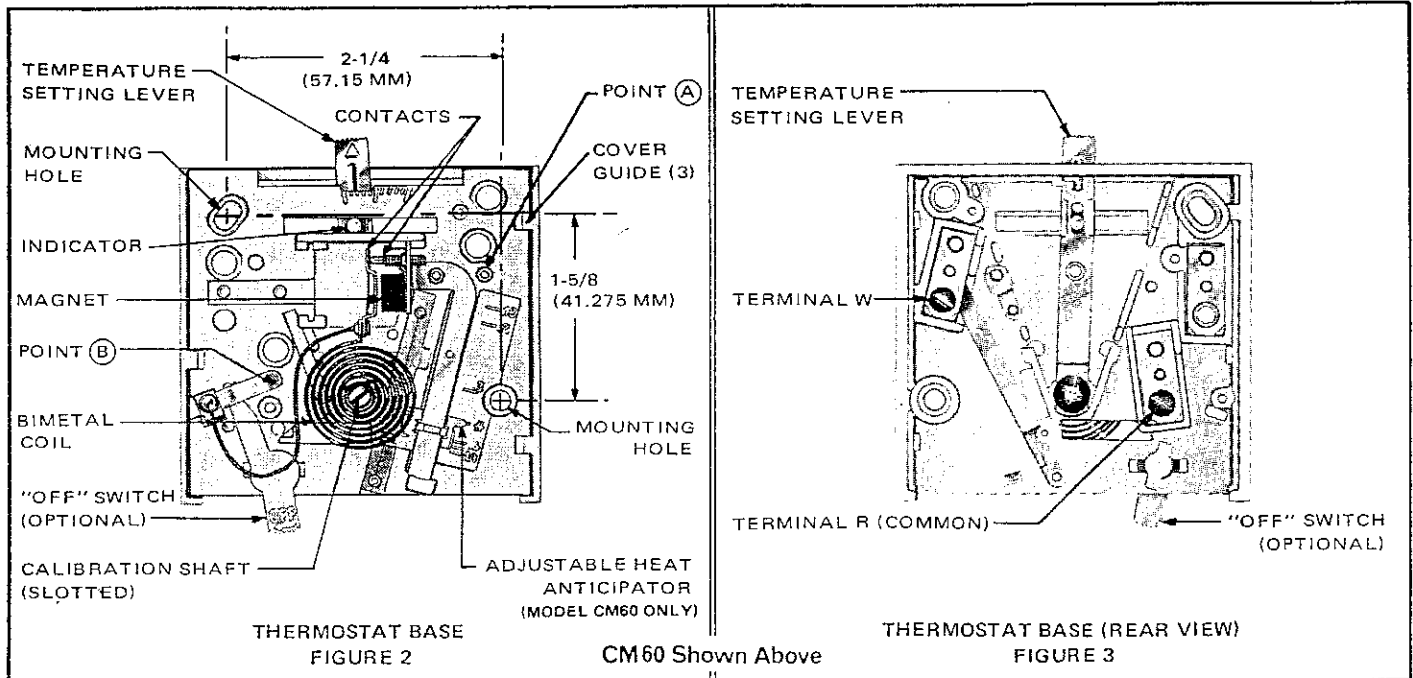 2-1/4
(57.15 MM)
TEMPERATURE
SETTING LEVER
POINT Ⓐ
CONTACTS
MOUNTING
HOLE
COVER
GUIDE (3)
1
INDICATOR
MAGNET
1-5/8
(41.275 MM)
POINT Ⓑ
BIMETAL
COIL
MOUNTING
HOLE
"OFF" SWITCH
(OPTIONAL)
CALIBRATION SHAFT
(SLOTTED)
ADJUSTABLE HEAT
ANTICIPATOR
(MODEL CM60 ONLY)
THERMOSTAT BASE
FIGURE 2
CM60 Shown Above
TEMPERATURE
SETTING LEVER
TERMINAL W
TERMINAL R (COMMON)
"OFF" SWITCH
(OPTIONAL)
THERMOSTAT BASE (REAR VIEW)
FIGURE 3